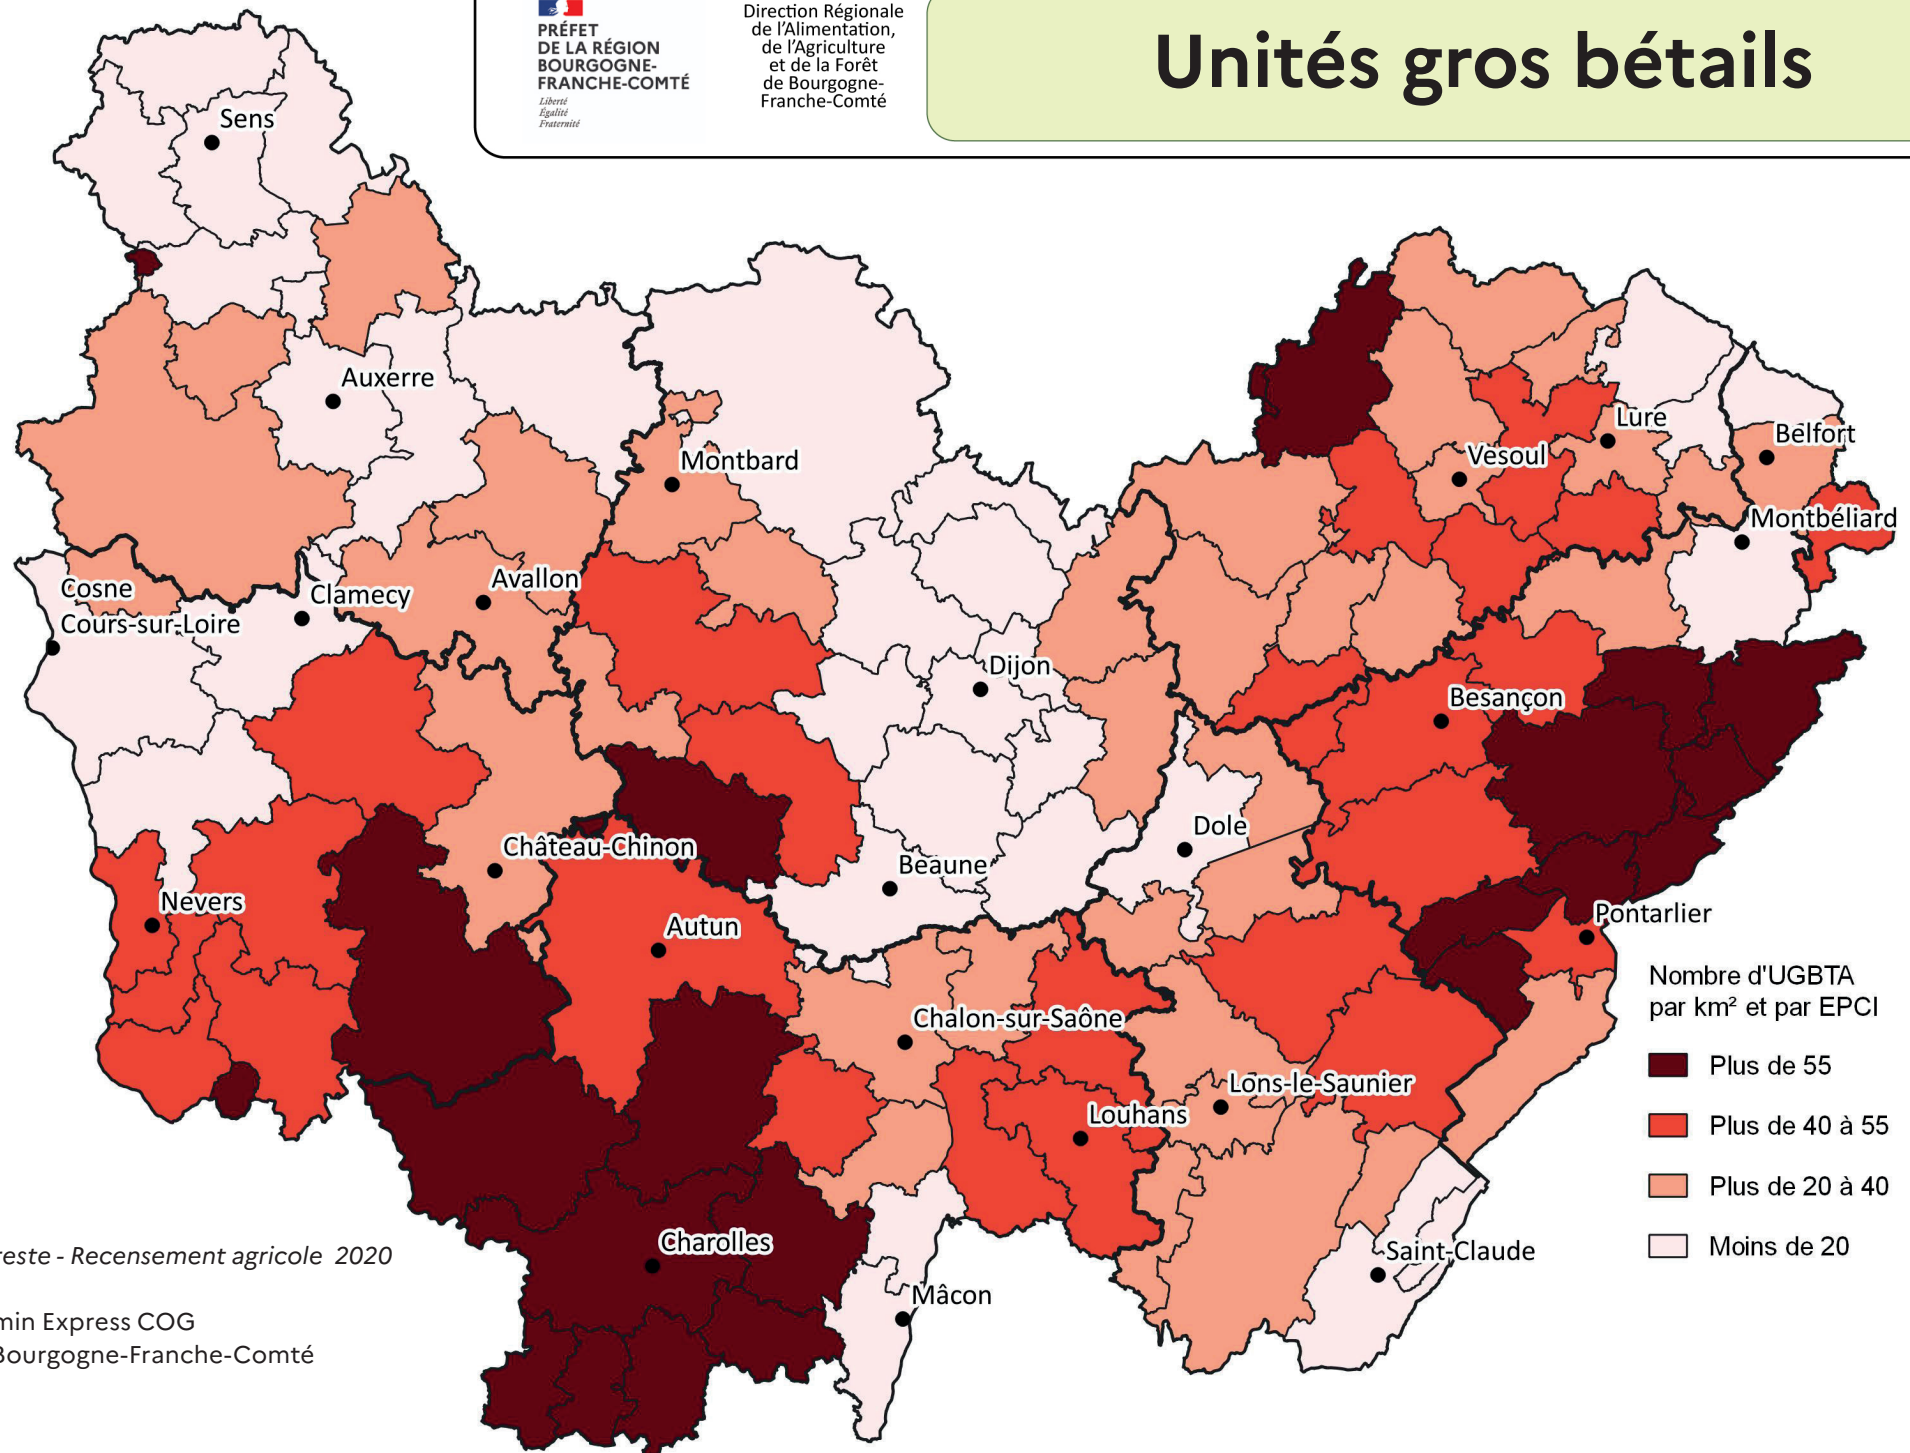 PRÉFET
DE LA RÉGION
BOURGOGNE-
FRANCHE-COMTÉ
Liberté
Égalité
Fraternité
Direction Régionale
de l'Alimentation,
de l'Agriculture
et de la Forêt
de Bourgogne-
Franche-Comté
Unités gros bétails
Sens
Auxerre
Montbard
Lure
Belfort
Vesoul
Montbéliard
Avallon
Cosne
Cours-sur-Loire
Clamecy
Dijon
Besançon
Dole
Château-Chinon
Beaune
Nevers
Autun
Pontarlier
Chalon-sur-Saône
Lons-le-Saunier
Louhans
Charolles
Saint-Claude
Mâcon
Nombre d'UGBTA
par km² et par EPCI
Plus de 55
Plus de 40 à 55
Plus de 20 à 40
Moins de 20
reste - Recensement agricole 2020
min Express COG
Bourgogne-Franche-Comté